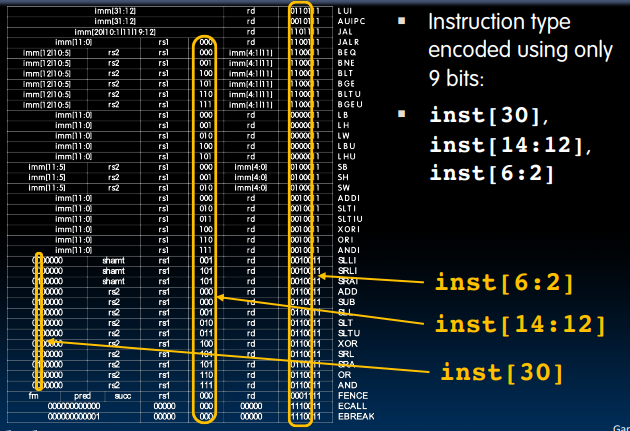 imm[31:12] rd 0110111 LUI
imm[31:12] rd 0010111 AUIPC
imm[20|10:1|11|19:12] rd 1101111 JAL
imm[11:0] rs1 000 rd 1100111 JALR
imm[12|10:5] rs2 rs1 000 imm[4:1|11] 1100011 BEQ
imm[12|10:5] rs2 rs1 001 imm[4:1|11] 1100011 BNE
imm[12|10:5] rs2 rs1 100 imm[4:1|11] 1100011 BLT
imm[12|10:5] rs2 rs1 101 imm[4:1|11] 1100011 BGE
imm[12|10:5] rs2 rs1 110 imm[4:1|11] 1100011 BLTU
imm[12|10:5] rs2 rs1 111 imm[4:1|11] 1100011 BGEU
imm[11:0] rs1 000 rd 0000011 LB
imm[11:0] rs1 001 rd 0000011 LH
imm[11:0] rs1 010 rd 0000011 LW
imm[11:0] rs1 100 rd 0000011 LBU
imm[11:0] rs1 101 rd 0000011 LHU
imm[11:5] rs2 rs1 000 imm[4:0] 0100011 SB
imm[11:5] rs2 rs1 001 imm[4:0] 0100011 SH
imm[11:5] rs2 rs1 010 imm[4:0] 0100011 SW
imm[11:0] rs1 000 rd 0010011 ADDI
imm[11:0] rs1 010 rd 0010011 SLTI
imm[11:0] rs1 011 rd 0010011 SLTIU
imm[11:0] rs1 100 rd 0010011 XORI
imm[11:0] rs1 110 rd 0010011 ORI
imm[11:0] rs1 111 rd 0010011 ANDI
0000000 shamt rs1 001 rd 0010011 SLLI
0000000 shamt rs1 101 rd 0010011 SRLI
0100000 shamt rs1 101 rd 0010011 SRAI
0000000 rs2 rs1 000 rd 0110011 ADD
0100000 rs2 rs1 000 rd 0110011 SUB
0000000 rs2 rs1 001 rd 0110011 SLL
0000000 rs2 rs1 010 rd 0110011 SLT
0000000 rs2 rs1 011 rd 0110011 SLTU
0000000 rs2 rs1 100 rd 0110011 XOR
0000000 rs2 rs1 101 rd 0110011 SRL
0100000 rs2 rs1 101 rd 0110011 SRA
0000000 rs2 rs1 110 rd 0110011 OR
0000000 rs2 rs1 111 rd 0110011 AND
fm pred succ rs1 000 rd 0001111 FENCE
000000000000 00000 000 00000 1110011 ECALL
000000000001 00000 000 00000 1110011 EBREAK
▪ Instruction type
encoded using only
9 bits:
▪ inst[30],
inst[14:12],
inst[6:2]
inst[6:2]
inst[14:12]
inst[30]
Gar